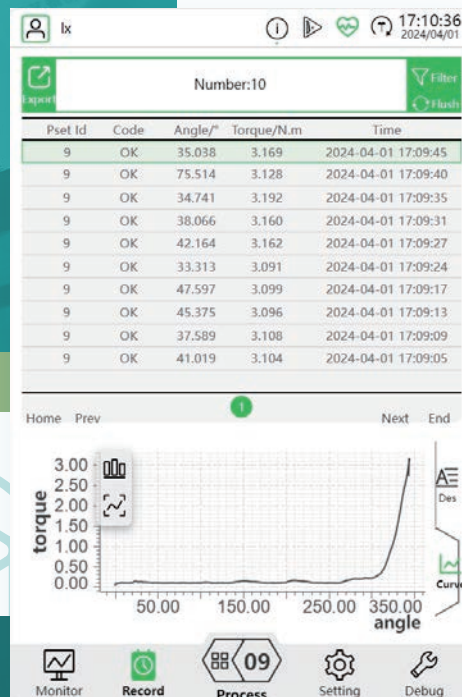 lx
17:10:36
2024/04/01
Export
Number:10
Filter
Flush
Pset Id Code Angle/° Torque/N.m Time
9 OK 35.038 3.169 2024-04-01 17:09:45
9 OK 75.514 3.128 2024-04-01 17:09:40
9 OK 34.741 3.192 2024-04-01 17:09:35
9 OK 38.066 3.160 2024-04-01 17:09:31
9 OK 42.164 3.162 2024-04-01 17:09:27
9 OK 33.313 3.091 2024-04-01 17:09:24
9 OK 47.597 3.099 2024-04-01 17:09:17
9 OK 45.375 3.096 2024-04-01 17:09:13
9 OK 37.589 3.108 2024-04-01 17:09:09
9 OK 41.019 3.104 2024-04-01 17:09:05
Home Prev 1 Next End
3.00
2.50
2.00
1.50
1.00
0.50
0.00
torque
50.00 150.00 250.00 350.00
angle
Des
Curve
09
Monitor Record Process Setting Debug